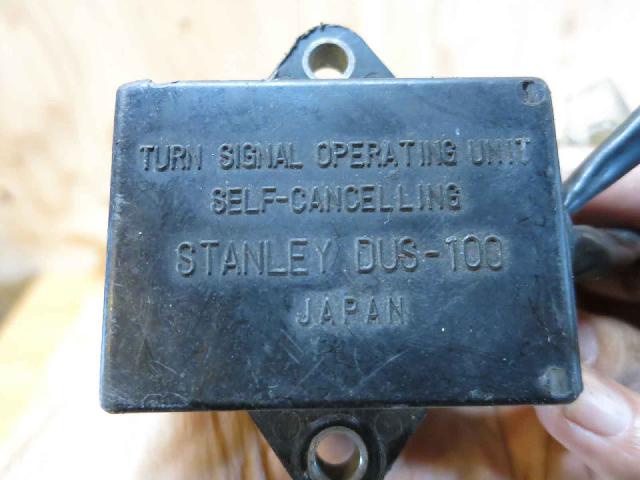 TURN SIGNAL OPERATING UNIT
SELF-CANCELLING
STANLEY DUS-100
JAPAN